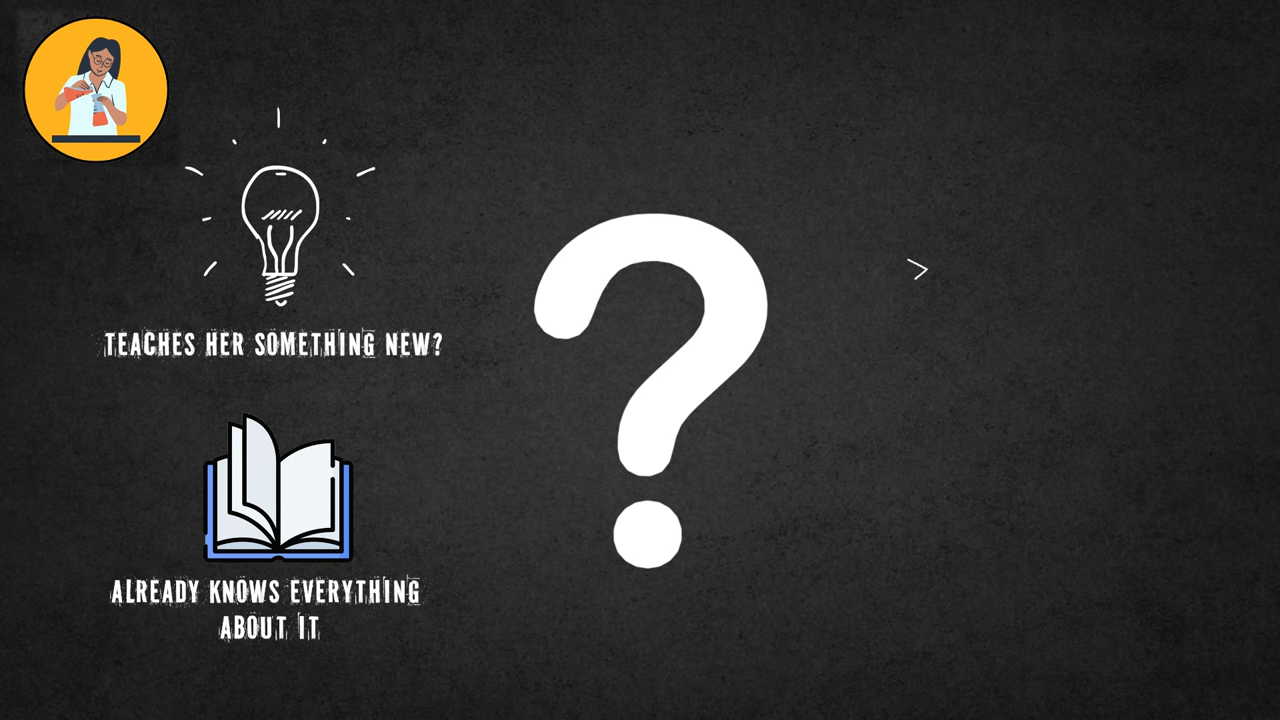 TEACHES HER SOMETHING NEW?
?
ALREADY KNOWS EVERYTHING
ABOUT IT